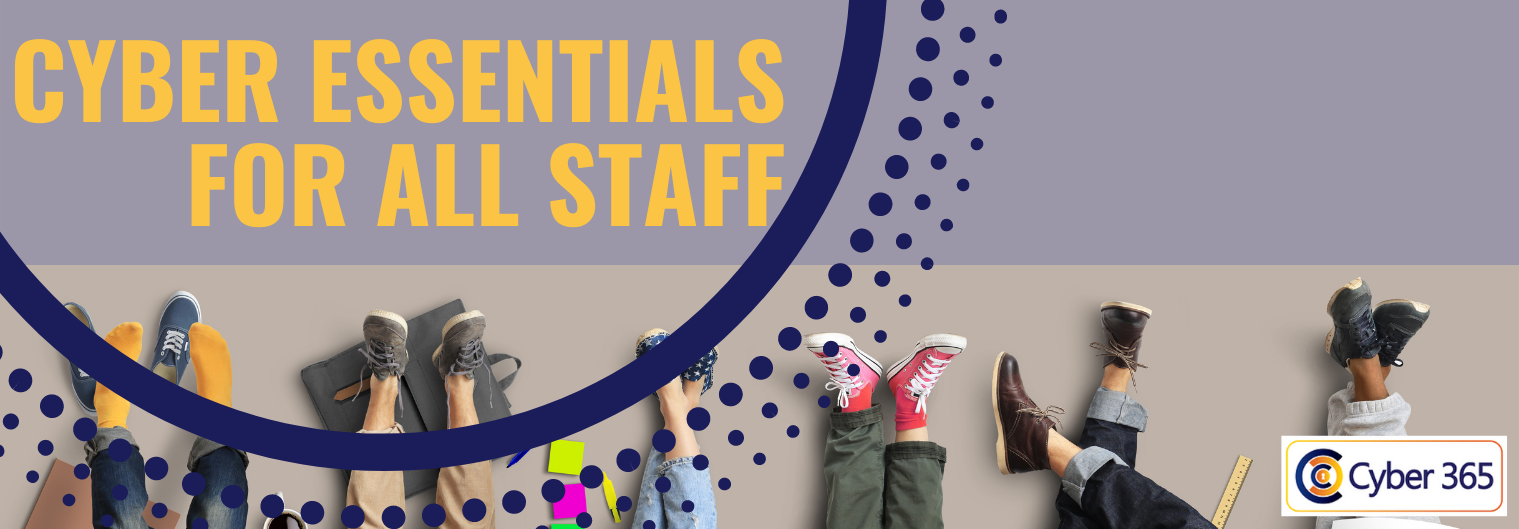 CYBER ESSENTIALS
FOR ALL STAFF
Cyber 365